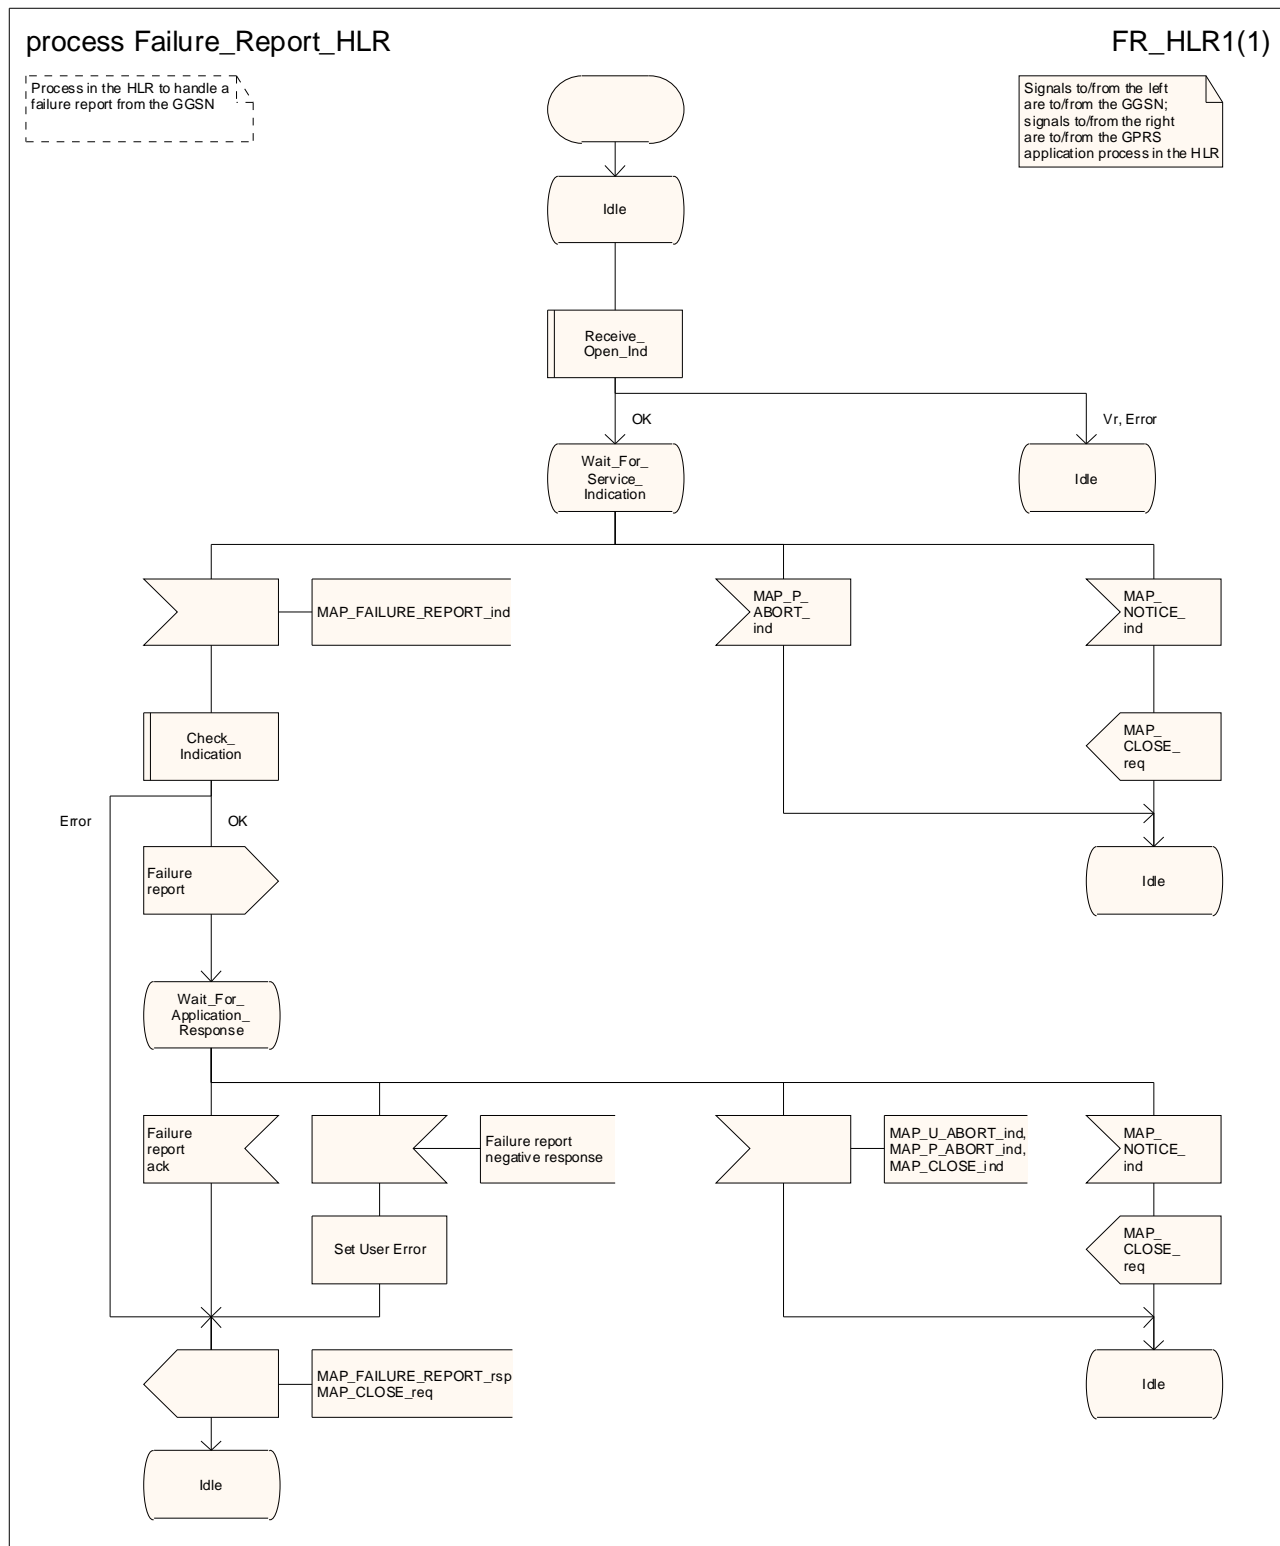 process Failure_Report_HLR
FR_HLR1(1)
Process in the HLR to handle a
failure report from the GGSN
Signals to/from the left
are to/from the GGSN;
signals to/from the right
are to/from the GPRS
application process in the HLR
Idle
Receive_
Open_Ind
OK
Vr, Error
Wait_For_
Service_
Indication
Idle
MAP_FAILURE_REPORT_ind
MAP_P_
ABORT_
ind
MAP_
NOTICE_
ind
Check_
Indication
MAP_
CLOSE_
req
Error
OK
Failure
report
Idle
Wait_For_
Application_
Response
Failure
report
ack
Failure report
negative response
MAP_U_ABORT_ind,
MAP_P_ABORT_ind,
MAP_CLOSE_ind
MAP_
NOTICE_
ind
Set User Error
MAP_
CLOSE_
req
MAP_FAILURE_REPORT_rsp
MAP_CLOSE_req
Idle
Idle